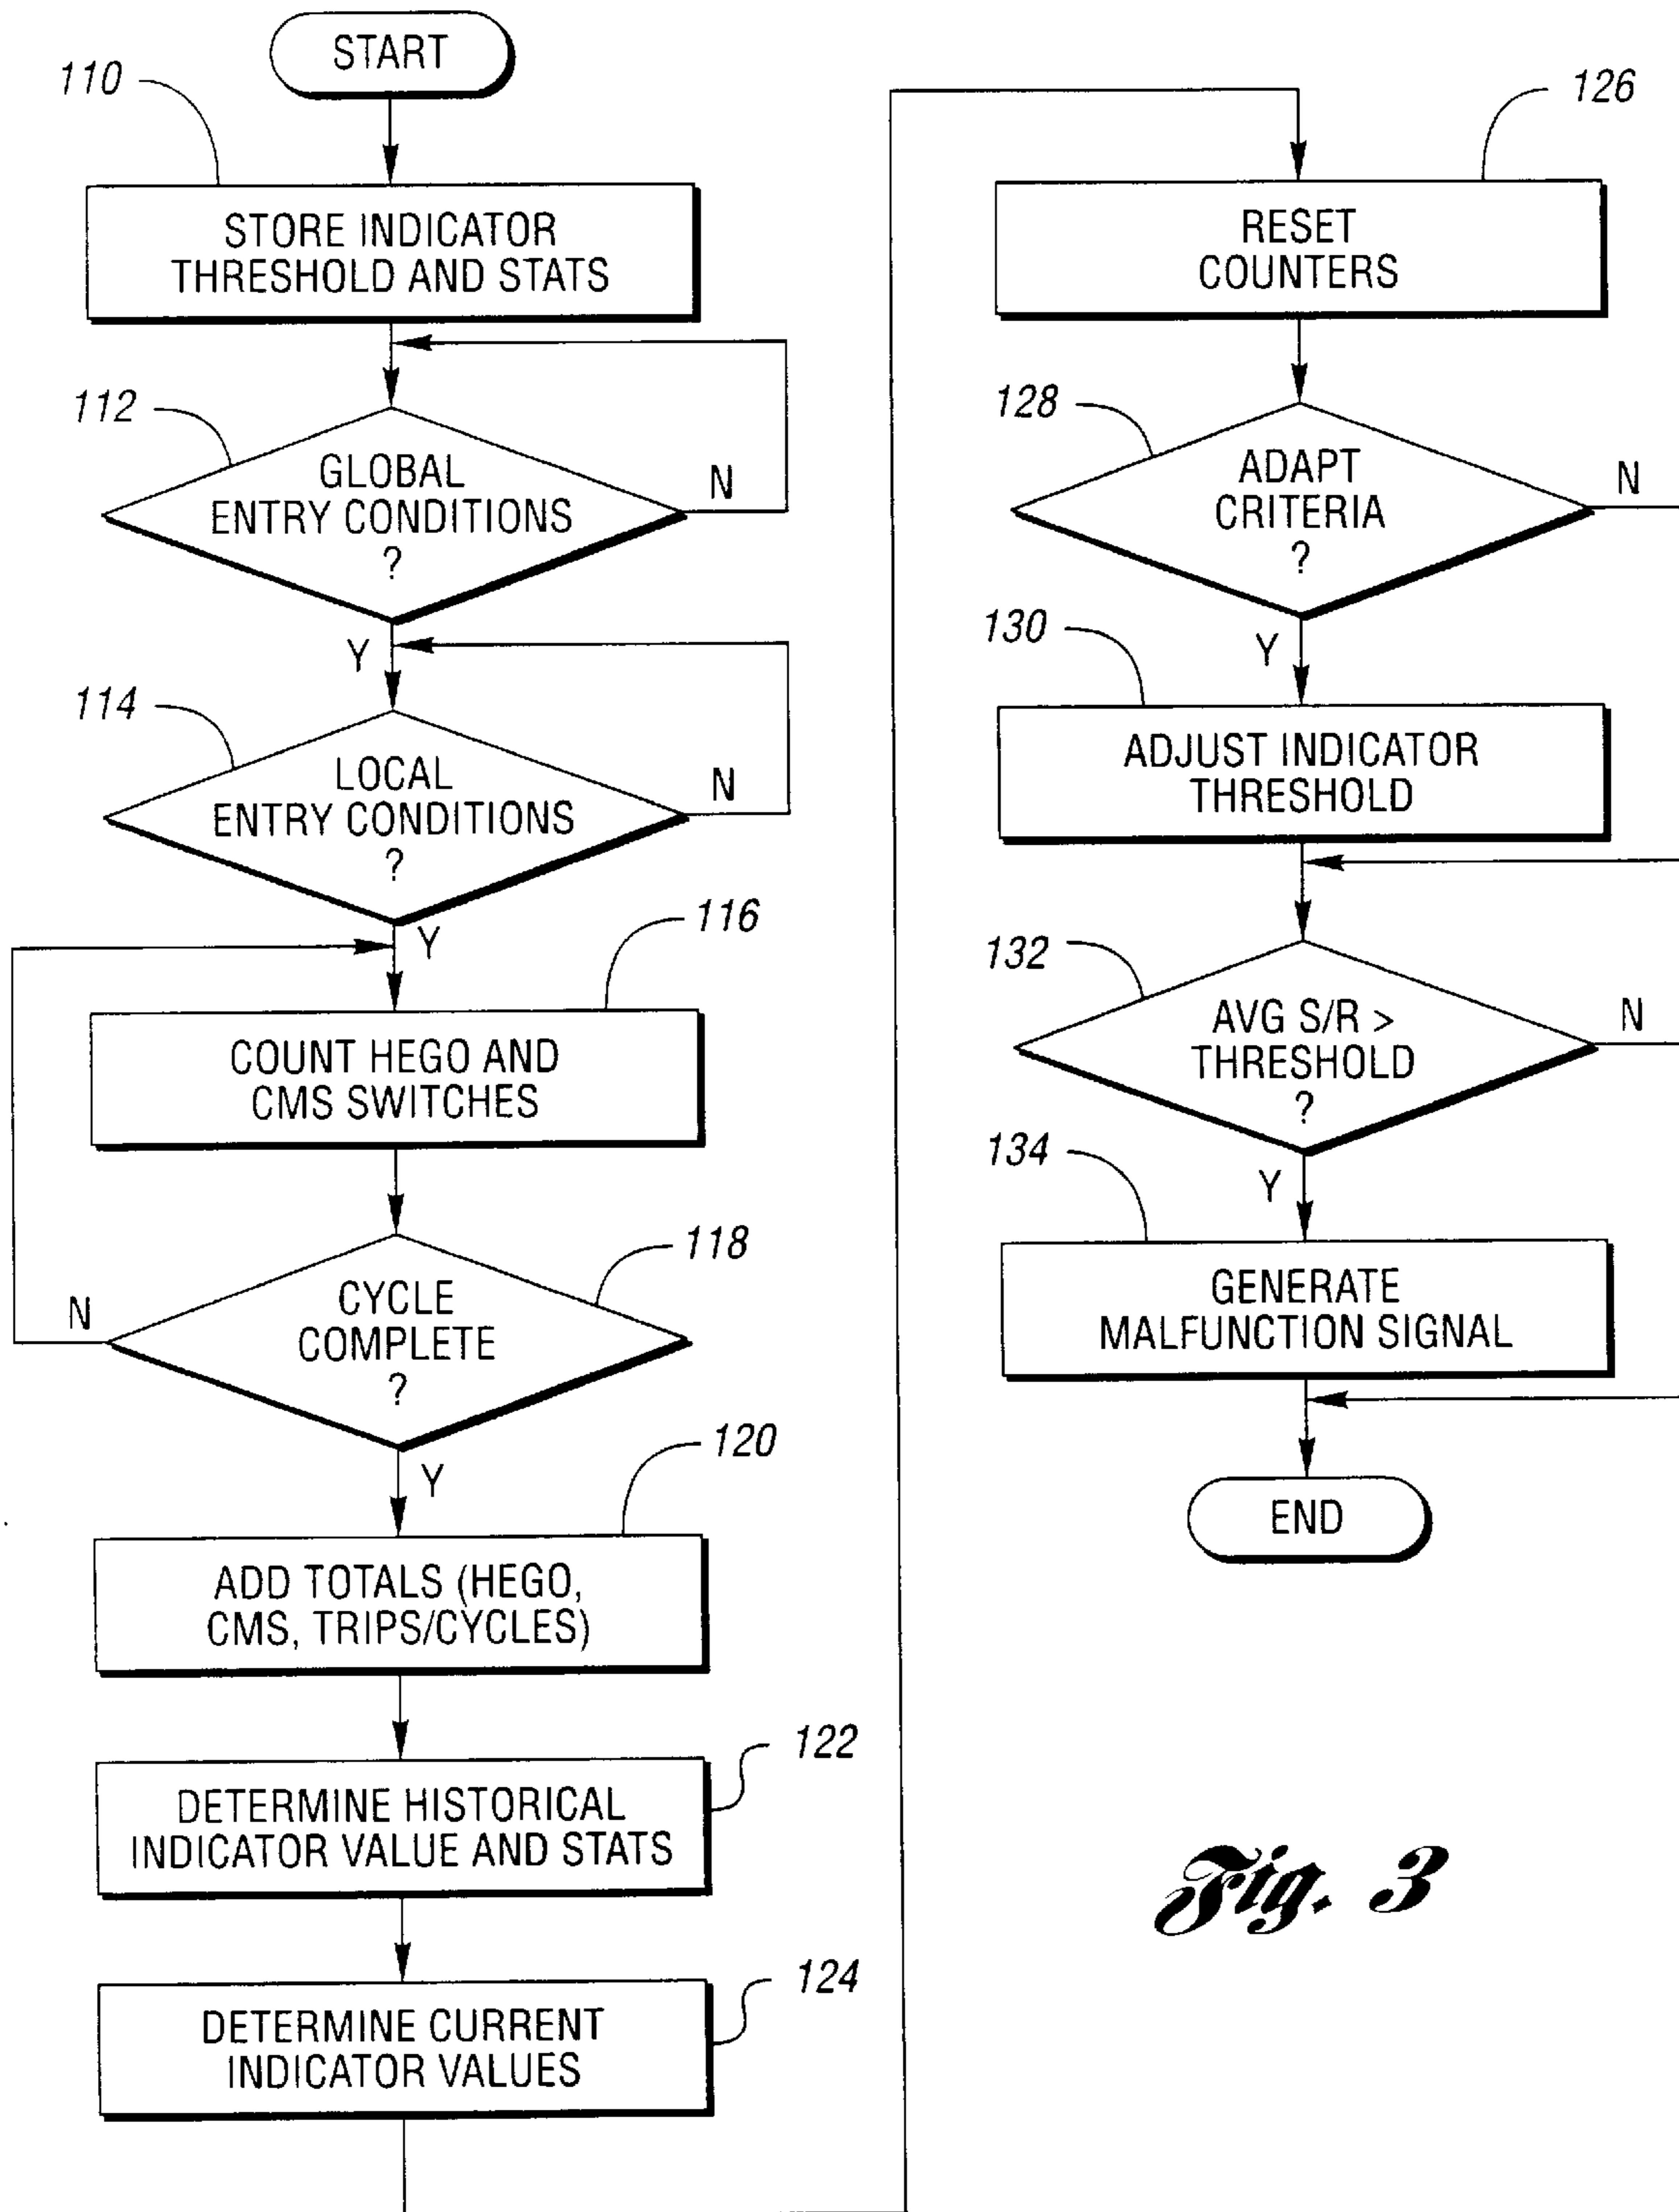 START
110
STORE INDICATOR
THRESHOLD AND STATS
112
GLOBAL
ENTRY CONDITIONS
?
N
Y
114
LOCAL
ENTRY CONDITIONS
?
N
Y
116
COUNT HEGO AND
CMS SWITCHES
118
CYCLE
COMPLETE
?
N
Y
120
ADD TOTALS (HEGO,
CMS, TRIPS/CYCLES)
122
DETERMINE HISTORICAL
INDICATOR VALUE AND STATS
124
DETERMINE CURRENT
INDICATOR VALUES
126
RESET
COUNTERS
128
ADAPT
CRITERIA
?
N
Y
130
ADJUST INDICATOR
THRESHOLD
132
AVG S/R >
THRESHOLD
?
N
Y
134
GENERATE
MALFUNCTION SIGNAL
END
Fig. 3